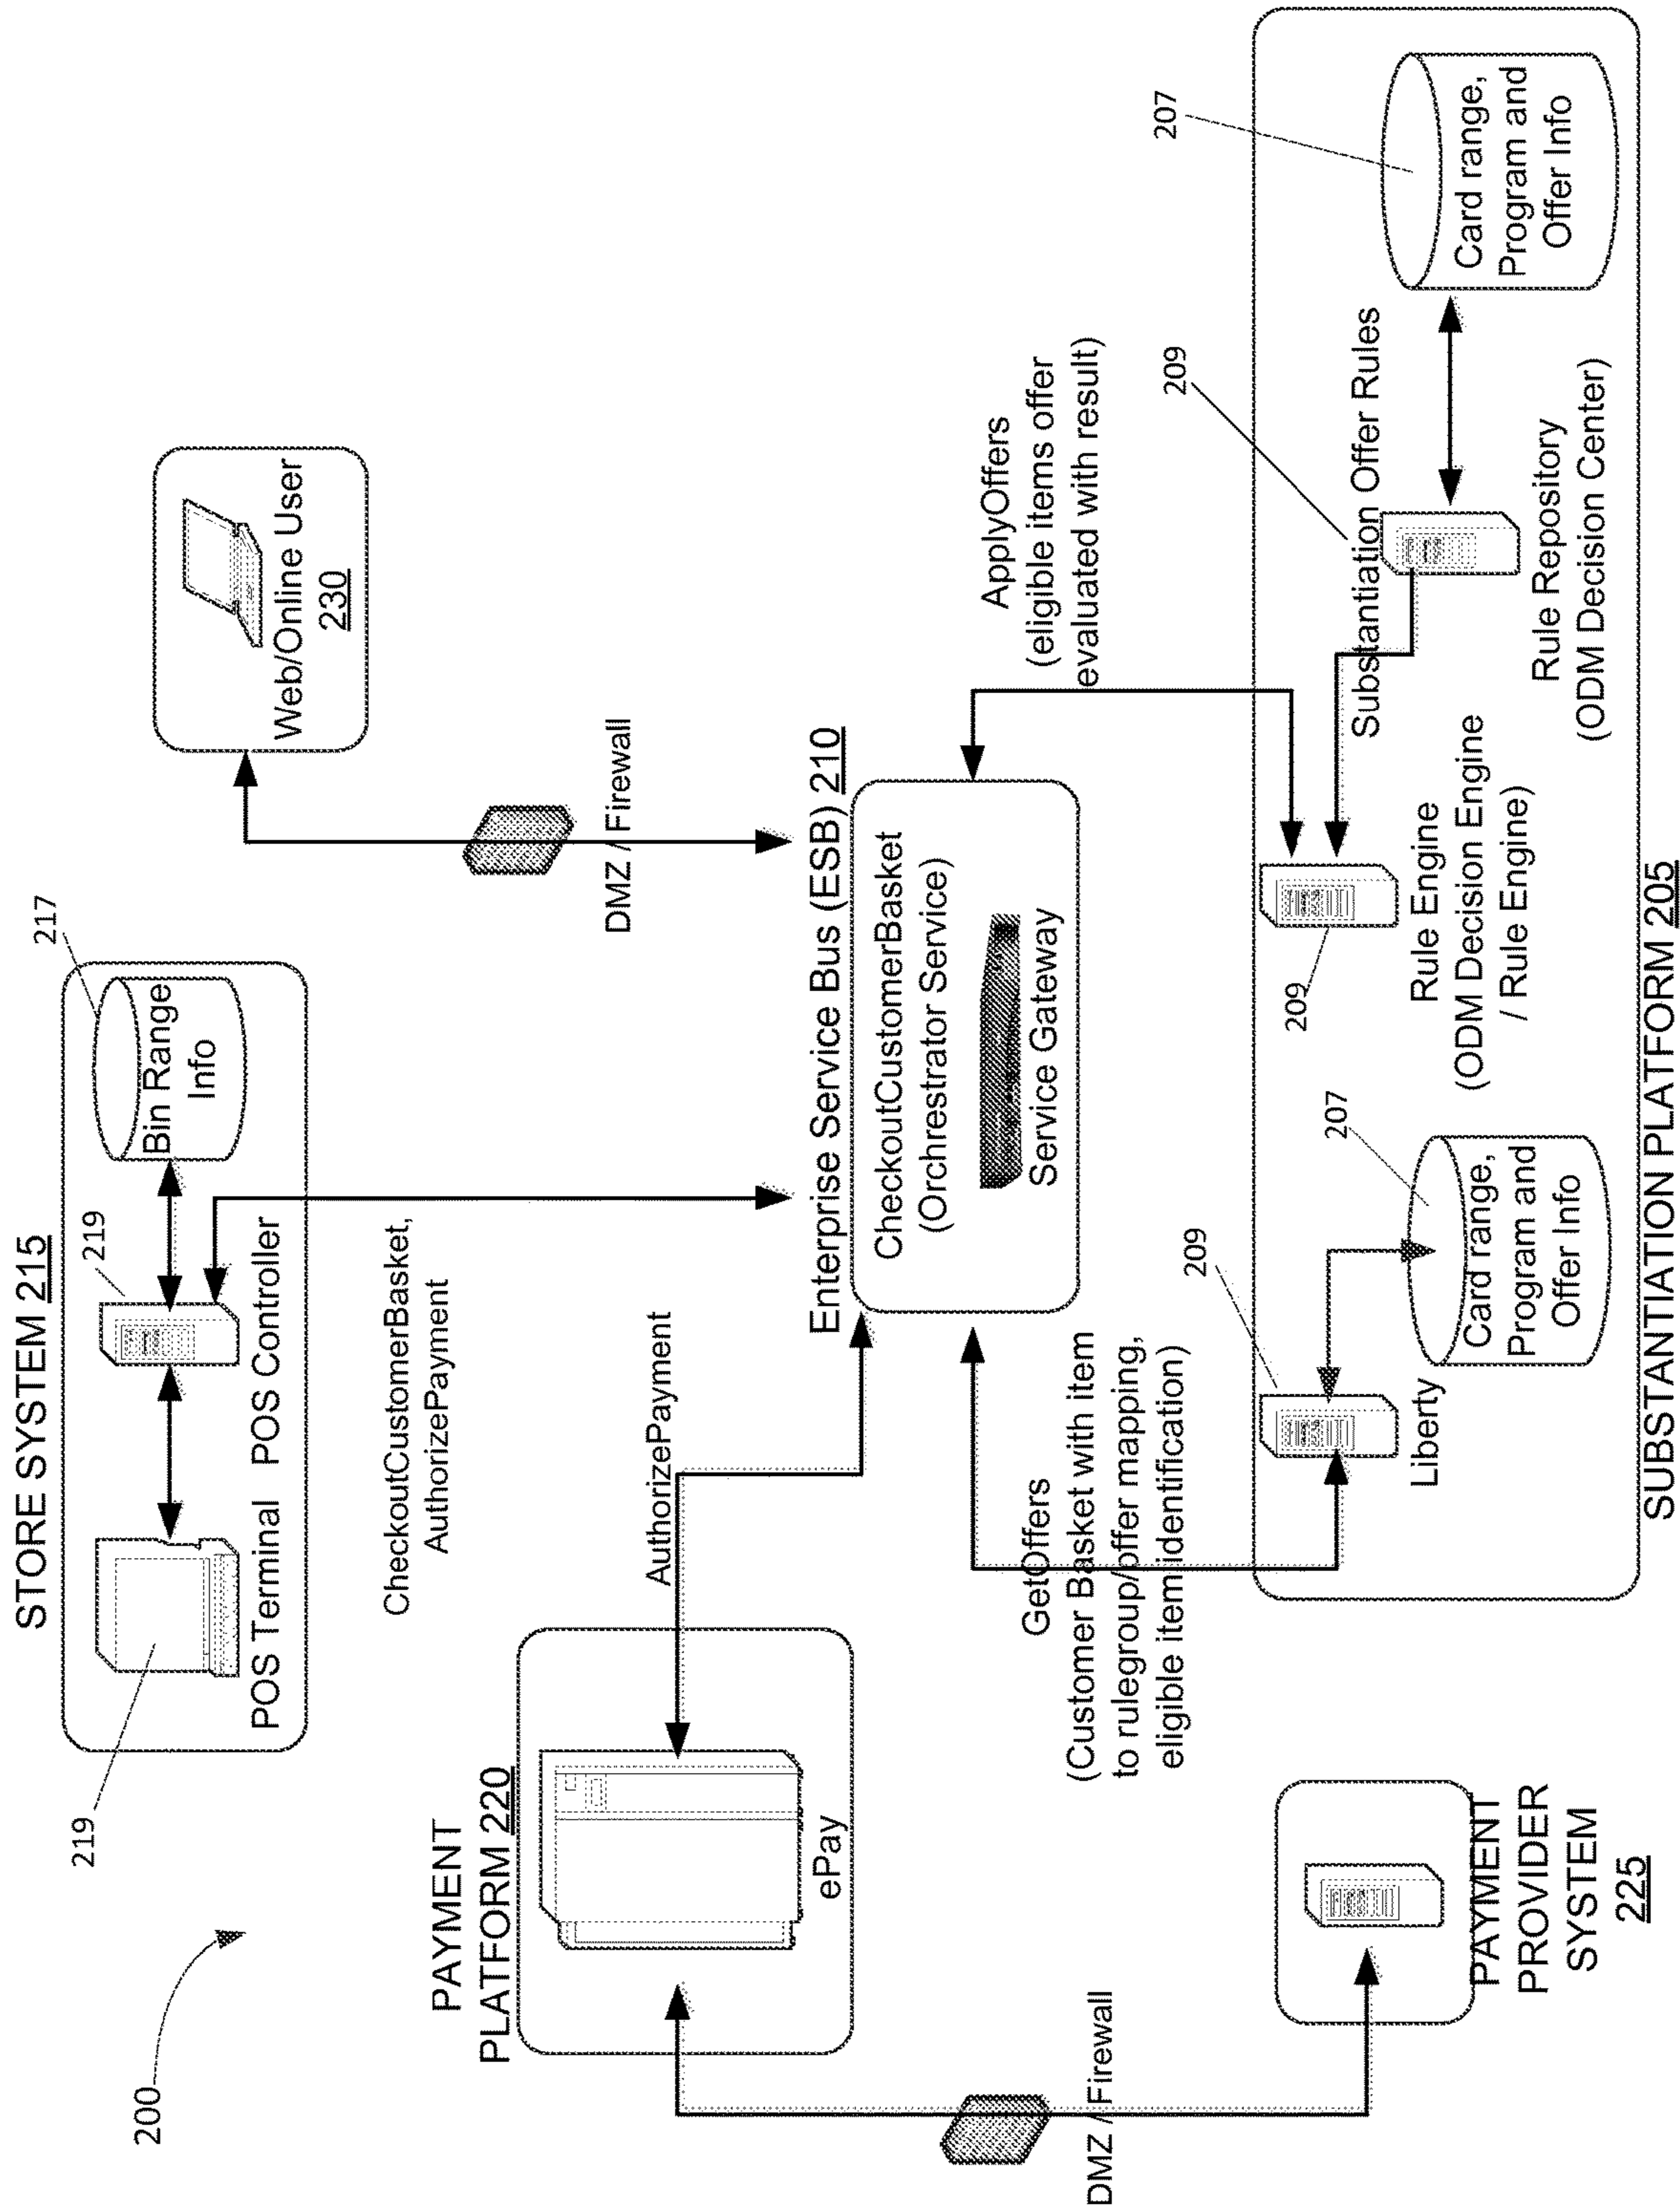 200
STORE SYSTEM 215
219
219
217
POS Terminal
POS Controller
Bin Range
Info
CheckoutCustomerBasket,
AuthorizePayment
Web/Online User
230
DMZ / Firewall
PAYMENT
PLATFORM 220
ePay
AuthorizePayment
Enterprise Service Bus (ESB) 210
CheckoutCustomerBasket
(Orchrestrator Service)
Service Gateway
DMZ / Firewall
PAYMENT
PROVIDER
SYSTEM
225
GetOffers
(Customer Basket with item
to rulegroup/offer mapping,
eligible item identification)
ApplyOffers
(eligible items offer
evaluated with result)
209
Liberty
207
Card range,
Program and
Offer Info
209
Rule Engine
(ODM Decision Engine
/ Rule Engine)
209
Substantiation Offer Rules
Rule Repository
(ODM Decision Center)
207
Card range,
Program and
Offer Info
SUBSTANTIATION PLATFORM 205